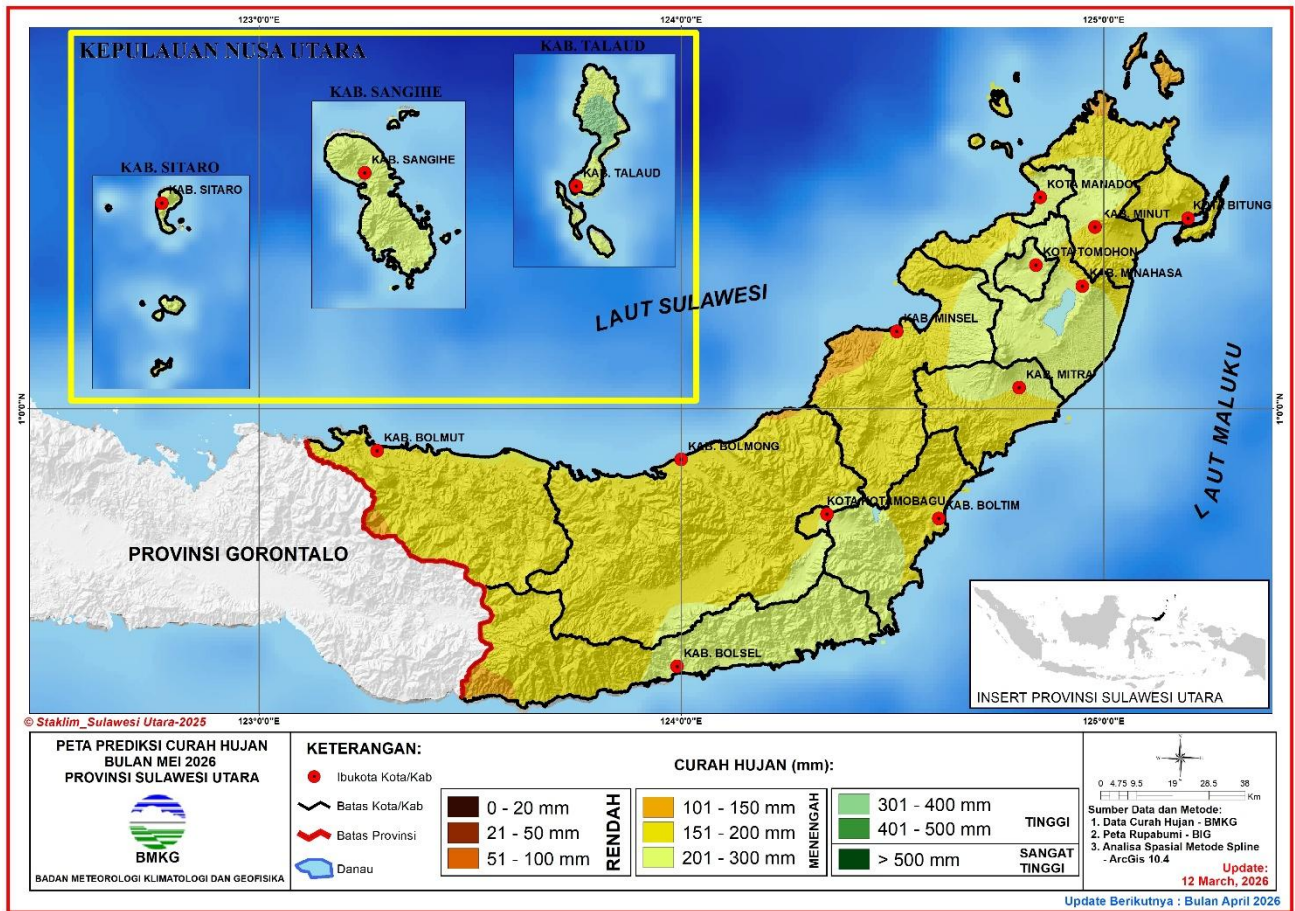 123°0'0"E
124°0'0"E
125°0'0"E
KEPULAUAN NUSA UTARA
KAB. TALAUD
KAB. SANGIHE
KAB. SITARO
KAB. SANGIHE
KAB. SITARO
KAB. TALAUD
KOTA MANADO
KOTA BITUNG
KAB. MINUT
KOTA TOMOHON
KAB. MINAHASA
LAUT SULAWESI
KAB. MINSEL
LAUT MALUKU
KAB. MITRA
1°0'0"N
1°0'0"N
KAB. BOLMUT
KAB. BOLMONG
KOTA KOTAMOBAGU
KAB. BOLTIM
PROVINSI GORONTALO
KAB. BOLSEL
INSERT PROVINSI SULAWESI UTARA
© Staklim_Sulawesi Utara-2025
123°0'0"E
124°0'0"E
125°0'0"E
PETA PREDIKSI CURAH HUJAN
BULAN MEI 2026
PROVINSI SULAWESI UTARA
BMKG
BADAN METEOROLOGI KLIMATOLOGI DAN GEOFISIKA
KETERANGAN:
Ibukota Kota/Kab
Batas Kota/Kab
Batas Provinsi
Danau
CURAH HUJAN (mm):
0 - 20 mm
21 - 50 mm
51 - 100 mm
RENDAH
101 - 150 mm
151 - 200 mm
201 - 300 mm
MENENGAH
301 - 400 mm
401 - 500 mm
TINGGI
> 500 mm
SANGAT
TINGGI
N
W
E
S
0 4.75 9.5 19 28.5 38
Km
Sumber Data dan Metode:
1. Data Curah Hujan - BMKG
2. Peta Rupabumi - BIG
3. Analisa Spasial Metode Spline
- ArcGis 10.4
Update:
12 March, 2026
Update Berikutnya : Bulan April 2026